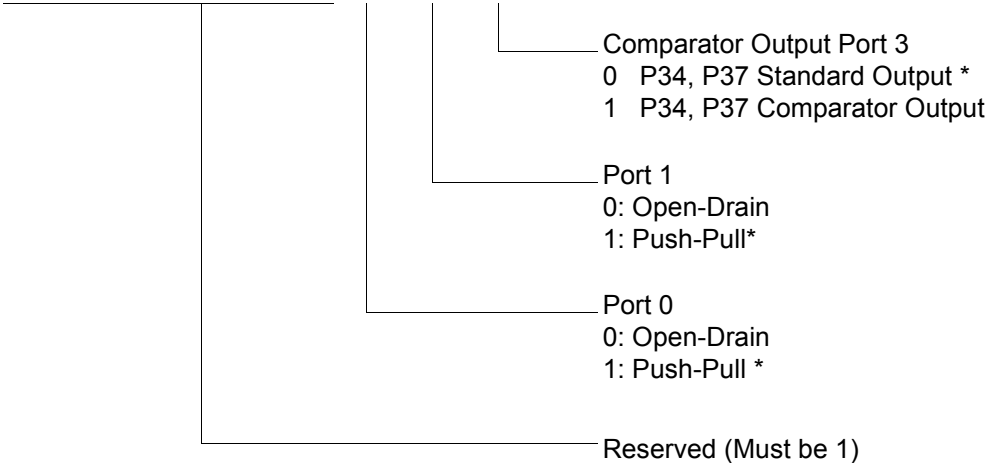 Comparator Output Port 3
0 P34, P37 Standard Output *
1 P34, P37 Comparator Output
Port 1
0: Open-Drain
1: Push-Pull*
Port 0
0: Open-Drain
1: Push-Pull *
Reserved (Must be 1)